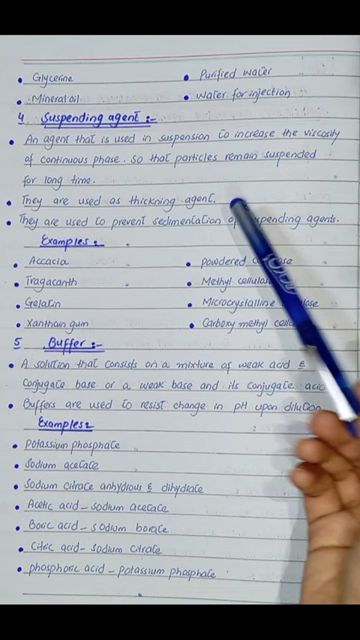 • Glycerine • Purified water
• Mineral oil • Water for injection
4 Suspending agent :-
• An agent that is used in suspension to increase the viscosity
of continuous phase. So that particles remain suspended
for long time.
• They are used as thickning agent.
• They are used to prevent sedimentation of suspending agents.
Examples :
• Accacia • powdered
• Tragacanth • Methyl cellulose
• Gelatin • Microcrystalline cellulose
• Xanthan gum • Carboxy methyl
5 Buffer :-
• A solution that consists on a mixture of weak acid &
conjugate base or a weak base and its conjugate acid
• Buffers are used to resist change in pH upon dilution
Examples
• potassium phosphate
• Sodium acetate
• Sodium citrate anhydrous & dihydrate
• Acetic acid - sodium acetate
• Boric acid - sodium borate
• Citric acid - Sodium citrate
• phosphoric acid - potassium phosphate